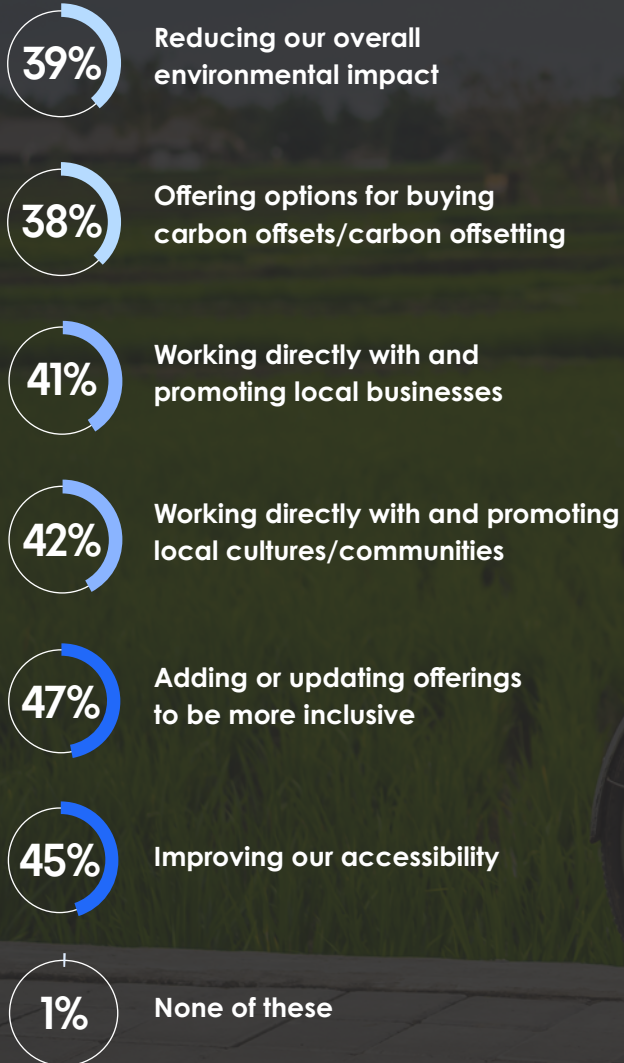 39%
Reducing our overall
environmental impact
38%
Offering options for buying
carbon offsets/carbon offsetting
41%
Working directly with and
promoting local businesses
42%
Working directly with and promoting
local cultures/communities
47%
Adding or updating offerings
to be more inclusive
45%
Improving our accessibility
1%
None of these